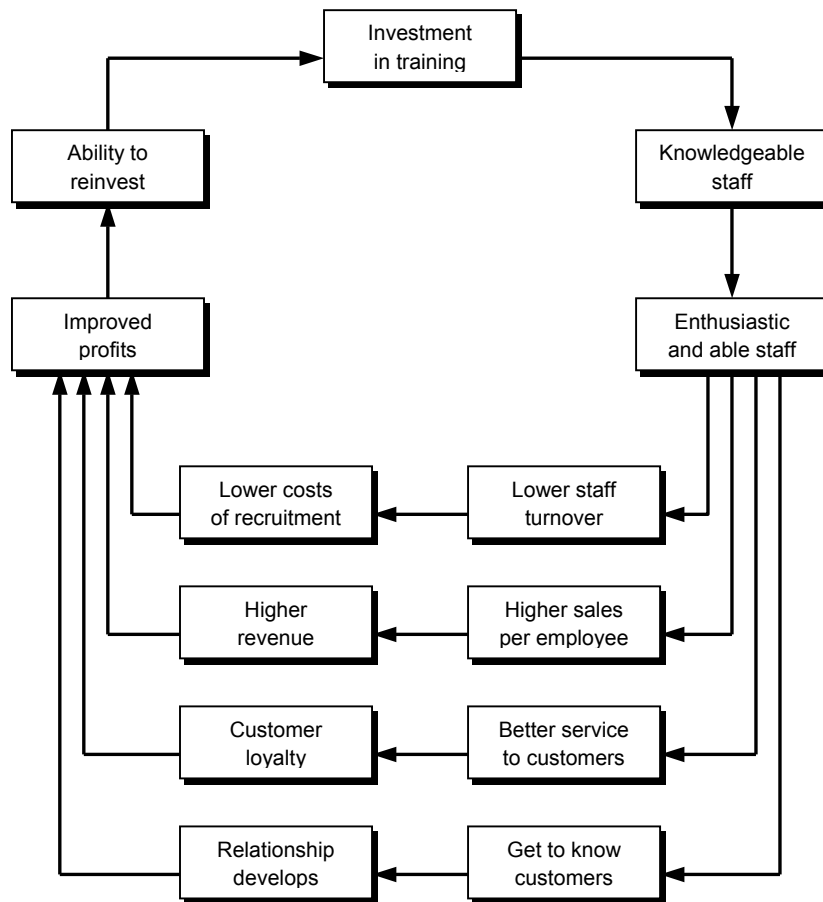 Investment
in training
Ability to
reinvest
Knowledgeable
staff
Improved
profits
Enthusiastic
and able staff
Lower costs
of recruitment
Lower staff
turnover
Higher
revenue
Higher sales
per employee
Customer
loyalty
Better service
to customers
Relationship
develops
Get to know
customers